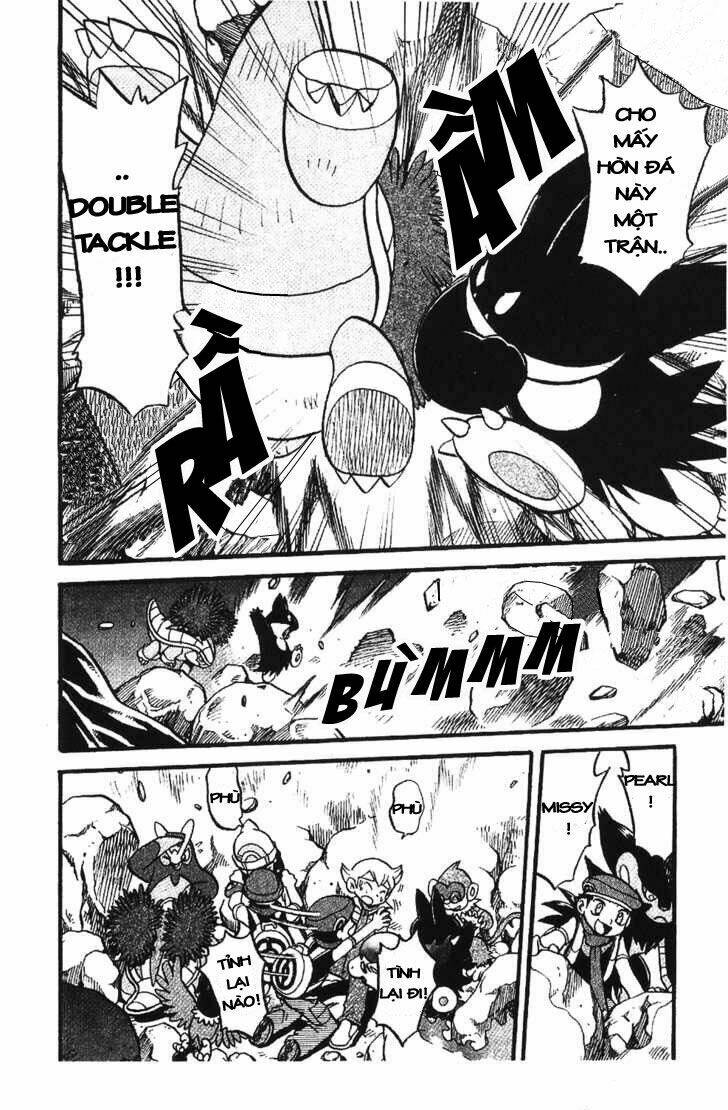 CHO
MẤY
HÒN ĐÁ
NÀY
MỘT
TRẬN..
ẦM
..
DOUBLE
TACKLE
!!!
RẦ
BÙMMM
PEARL
!
MISSY
!
PHÙ
PHÙ
TỈNH
LẠI ĐI!
TỈNH
LẠI
NÀO!